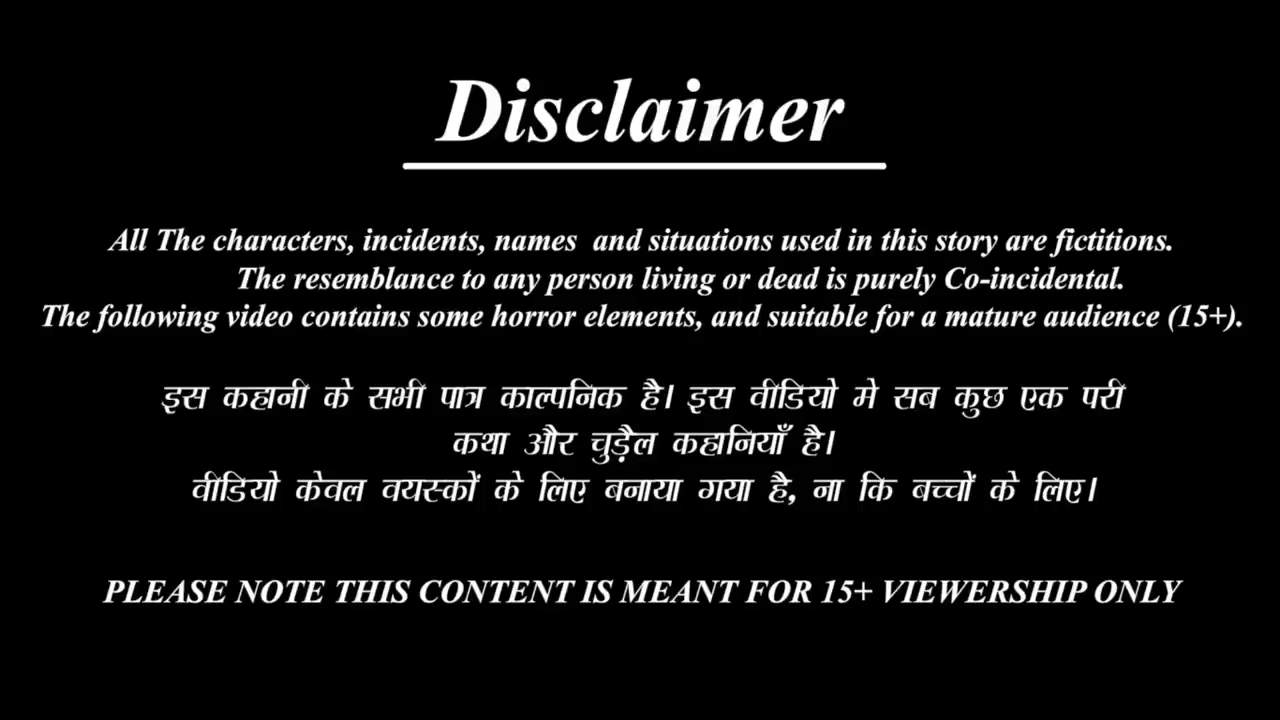 Disclaimer
All The characters, incidents, names and situations used in this story are fictitions.
The resemblance to any person living or dead is purely Co-incidental.
The following video contains some horror elements, and suitable for a mature audience (15+).
इस कहानी के सभी पात्र काल्पनिक है। इस वीडियो मे सब कुछ एक परी
कथा और चुड़ैल कहानियाँ है।
वीडियो केवल वयस्कों के लिए बनाया गया है, ना कि बच्चों के लिए।
PLEASE NOTE THIS CONTENT IS MEANT FOR 15+ VIEWERSHIP ONLY